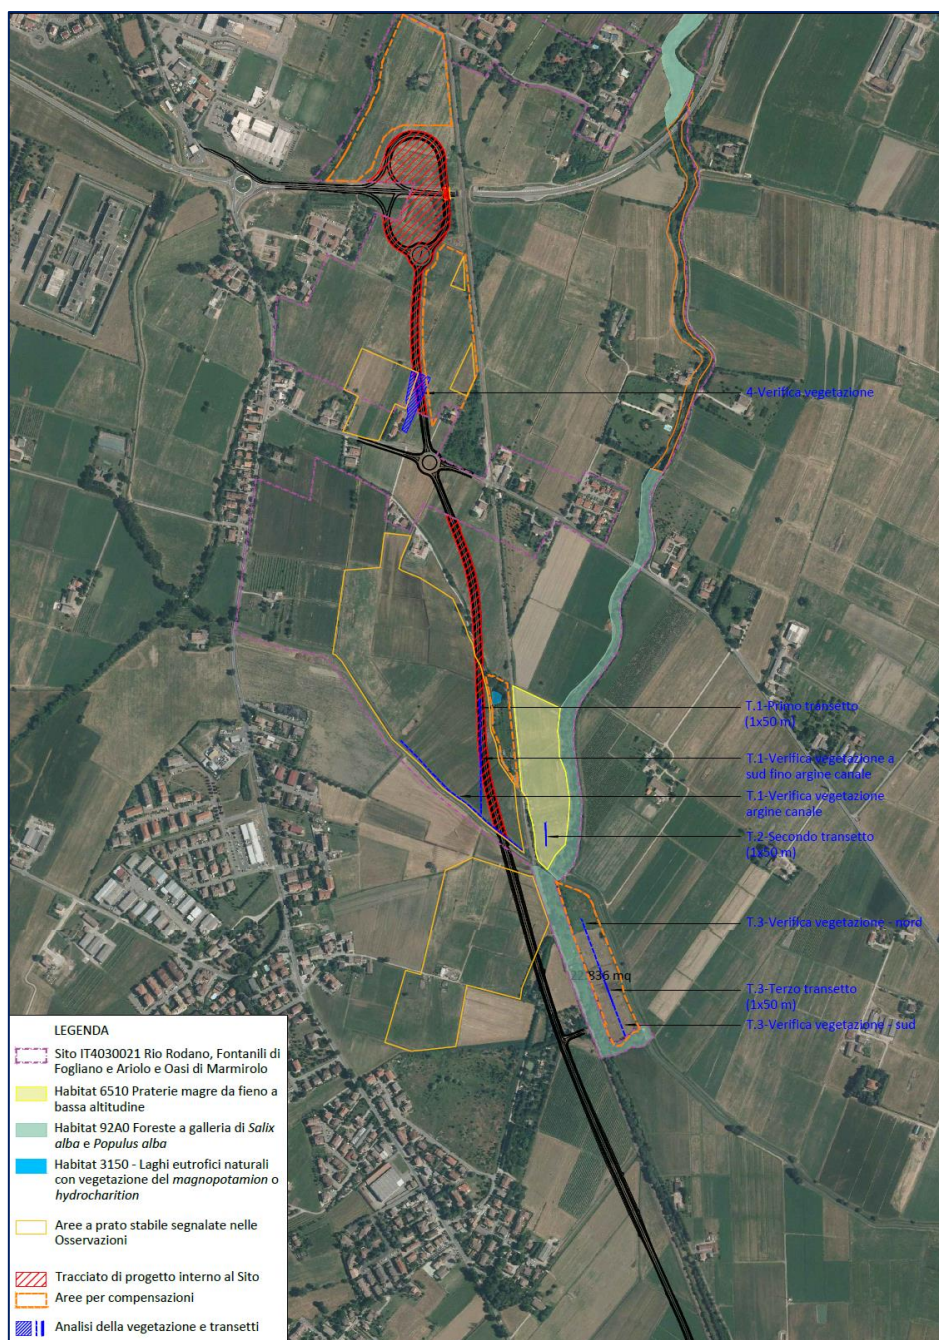 4-Verifica vegetazione
T.1-Primo transetto
(1x50 m)
T.1-Verifica vegetazione a
sud fino argine canale
T.1-Verifica vegetazione
argine canale
T.2-Secondo transetto
(1x50 m)
T.3-Verifica vegetazione - nord
836 mq
T.3-Terzo transetto
(1x50 m)
T.3-Verifica vegetazione - sud
LEGENDA
Sito IT4030021 Rio Rodano, Fontanili di
Fogliano e Ariolo e Oasi di Marmirolo
Habitat 6510 Praterie magre da fieno a
bassa altitudine
Habitat 92A0 Foreste a galleria di Salix
alba e Populus alba
Habitat 3150 - Laghi eutrofici naturali
con vegetazione del magnopotamion o
hydrocharition
Aree a prato stabile segnalate nelle
Osservazioni
Tracciato di progetto interno al Sito
Aree per compensazioni
Analisi della vegetazione e transetti